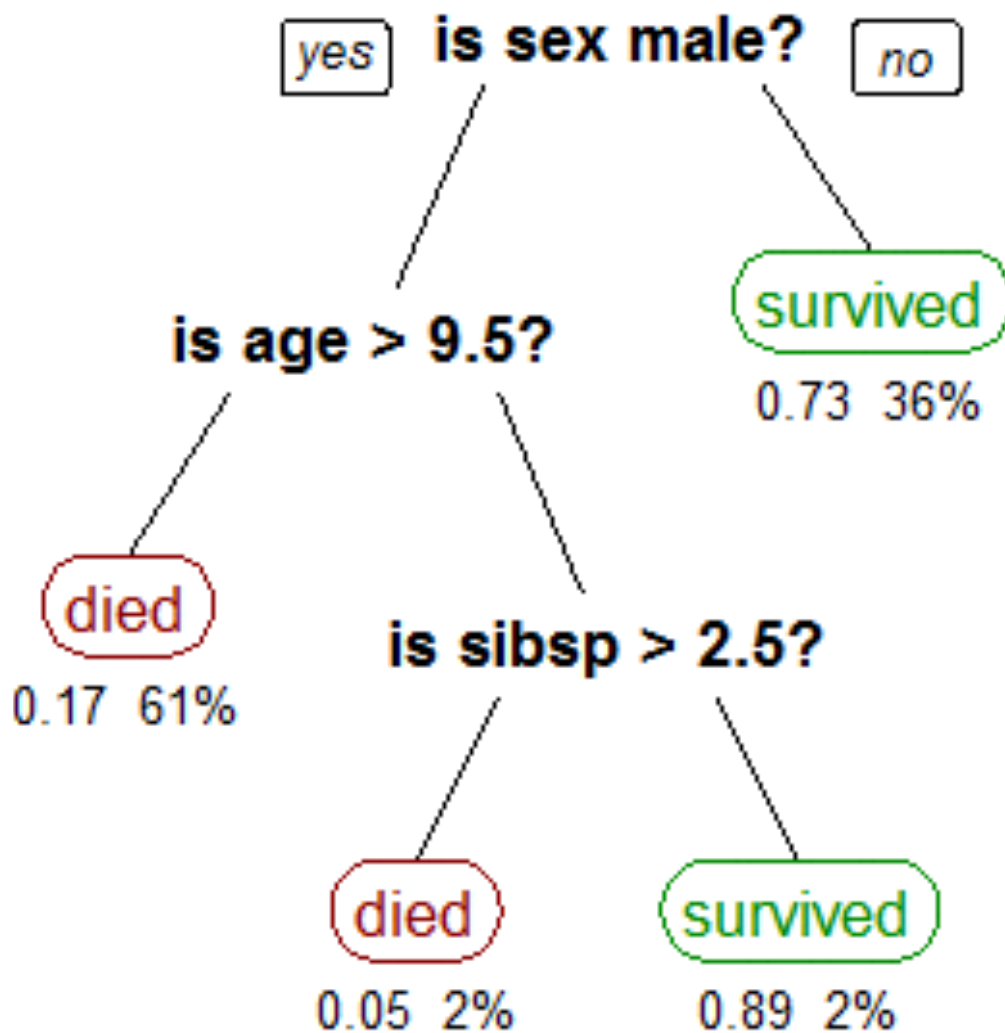 yes is sex male? no
survived
is age > 9.5?
0.73 36%
died
is sibsp > 2.5?
0.17 61%
died survived
0.05 2% 0.89 2%